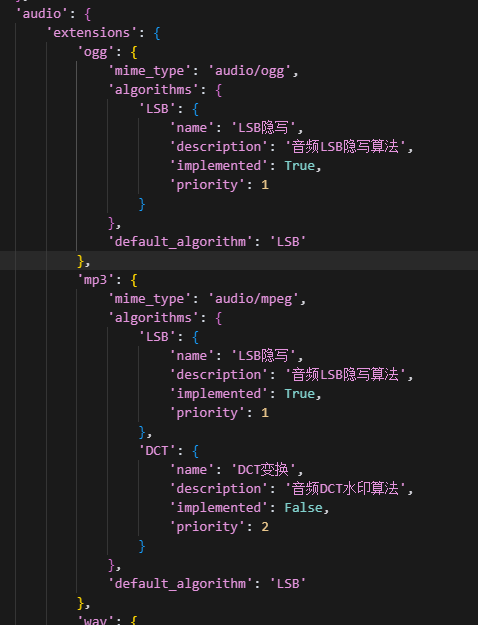 'audio': {
'extensions': {
'ogg': {
'mime_type': 'audio/ogg',
'algorithms': {
'LSB': {
'name': 'LSB隐写',
'description': '音频LSB隐写算法',
'implemented': True,
'priority': 1
}
},
'default_algorithm': 'LSB'
},
'mp3': {
'mime_type': 'audio/mpeg',
'algorithms': {
'LSB': {
'name': 'LSB隐写',
'description': '音频LSB隐写算法',
'implemented': True,
'priority': 1
},
'DCT': {
'name': 'DCT变换',
'description': '音频DCT水印算法',
'implemented': False,
'priority': 2
}
},
'default_algorithm': 'LSB'
},
'wav': {